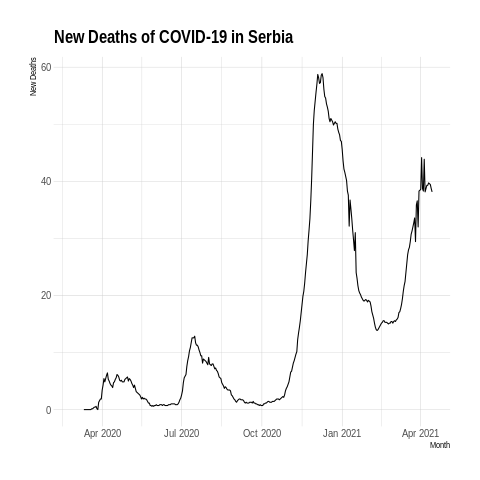 New Deaths of COVID-19 in Serbia
New Deaths
60
40
20
0
Apr 2020 Jul 2020 Oct 2020 Jan 2021 Apr 2021
Month